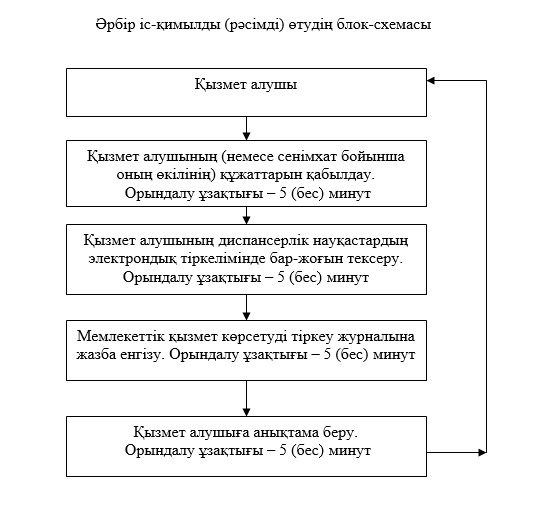 Әрбір іс-қимылды (рәсімді) өтудің блок-схемасы
Қызмет алушы
Қызмет алушының (немесе сенімхат бойынша
оның өкілінің) құжаттарын қабылдау.
Орындалу ұзақтығы – 5 (бес) минут
Қызмет алушының диспансерлік науқастардың
электрондық тіркелімінде бар-жоғын тексеру.
Орындалу ұзақтығы – 5 (бес) минут
Мемлекеттік қызмет көрсетуді тіркеу журналына
жазба енгізу. Орындалу ұзақтығы – 5 (бес) минут
Қызмет алушыға анықтама беру.
Орындалу ұзақтығы – 5 (бес) минут